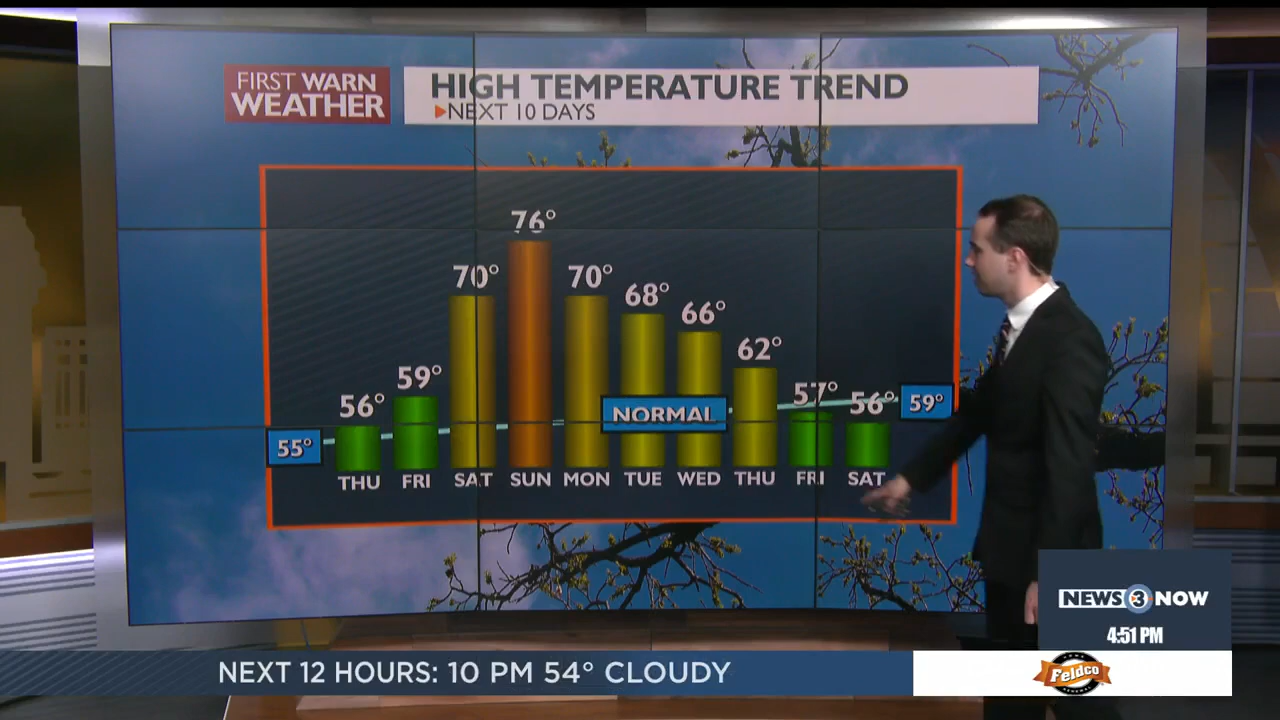 FIRST WARN
WEATHER
HIGH TEMPERATURE TREND
NEXT 10 DAYS
76°
70°
70°
68°
66°
62°
59°
57°
56°
56°
59°
NORMAL
55°
THU FRI SAT SUN MON TUE WED THU FRI SAT
NEWS 3 NOW
4:51 PM
NEXT 12 HOURS: 10 PM 54° CLOUDY
Feldco